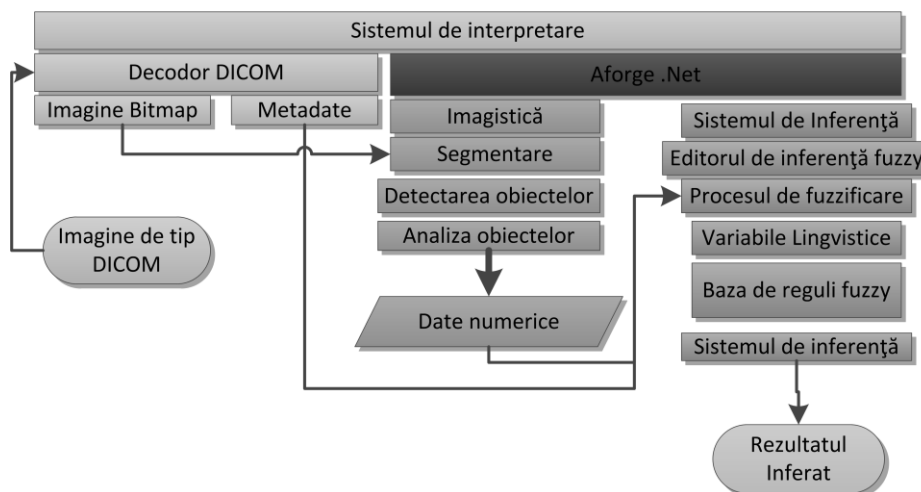 Sistemul de interpretare
Decodor DICOM
Aforge .Net
Imagine Bitmap
Metadate
Imagistică
Segmentare
Detectarea obiectelor
Analiza obiectelor
Date numerice
Sistemul de Inferenţă
Editorul de inferenţă fuzzy
Procesul de fuzzificare
Variabile Lingvistice
Baza de reguli fuzzy
Sistemul de inferenţă
Imagine de tip
DICOM
Rezultatul
Inferat